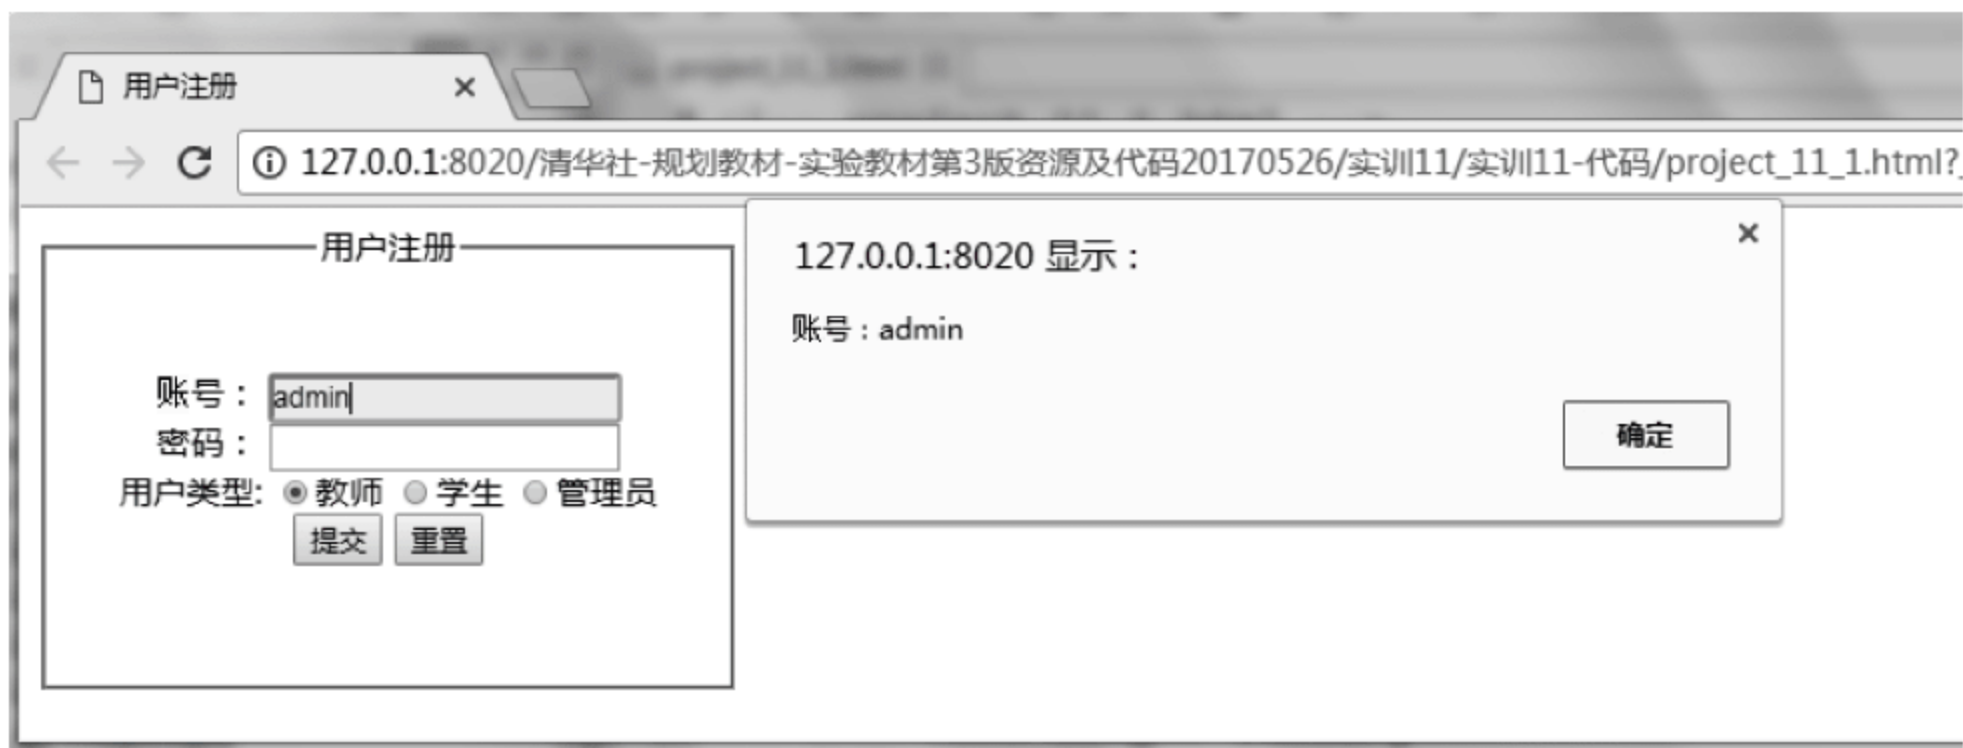 用户注册
127.0.0.1:8020/清华社-规划教材-实验教材第3版资源及代码20170526/实训11/实训11-代码/project_11_1.html?_
用户注册
账号：admin
密码：
用户类型: 教师 学生 管理员
提交 重置
127.0.0.1:8020 显示：
账号：admin
确定